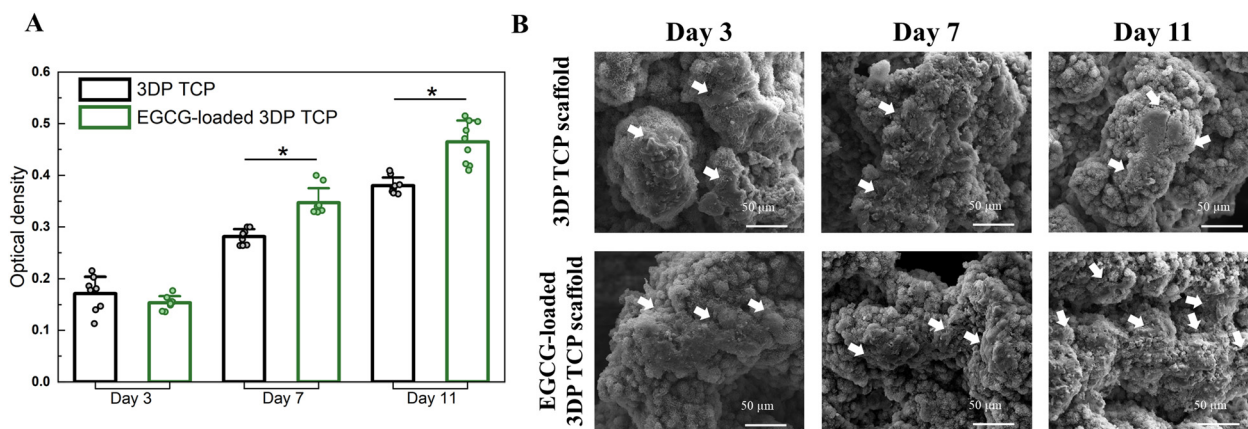 A
Optical density
0.6
0.5
0.4
0.3
0.2
0.1
0.0
3DP TCP
EGCG-loaded 3DP TCP
*
*
Day 3
Day 7
Day 11
B
Day 3
Day 7
Day 11
3DP TCP scaffold
50 µm
50 µm
50 µm
EGCG-loaded
3DP TCP scaffold
50 µm
50 µm
50 µm